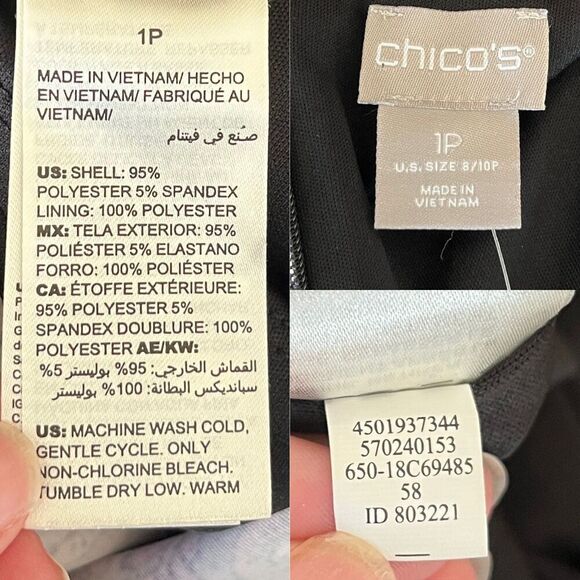 1P
MADE IN VIETNAM/ HECHO
EN VIETNAM/ FABRIQUÉ AU
VIETNAM/
صنع في فيتنام
US: SHELL: 95%
POLYESTER 5% SPANDEX
LINING: 100% POLYESTER
MX: TELA EXTERIOR: 95%
POLIÉSTER 5% ELASTANO
FORRO: 100% POLIÉSTER
CA: ÉTOFFE EXTÉRIEURE:
95% POLYESTER 5%
SPANDEX DOUBLURE: 100%
POLYESTER AE/KW:
القماش الخارجي: 95% بوليستر 5%
سبانديكس البطانة: 100% بوليستر
US: MACHINE WASH COLD,
GENTLE CYCLE. ONLY
NON-CHLORINE BLEACH.
TUMBLE DRY LOW. WARM
chico's®
1P
U.S. SIZE 8/10P
MADE IN
VIETNAM
4501937344
570240153
650-18C69485
58
ID 803221